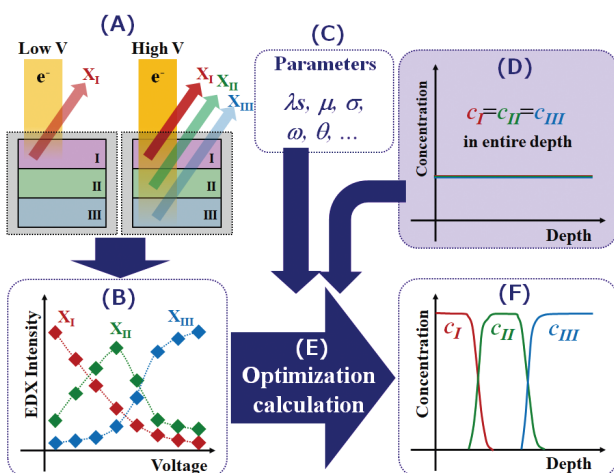 (A)
Low V
High V
e⁻
X_I
e⁻
X_I
X_II
X_III
I
II
III
I
II
III
(C)
Parameters
λs, μ, σ,
ω, θ, ...
(D)
Concentration
c_I=c_II=c_III
in entire depth
Depth
(B)
EDX Intensity
X_I
X_II
X_III
Voltage
(E)
Optimization
calculation
(F)
Concentration
c_I
c_II
c_III
Depth